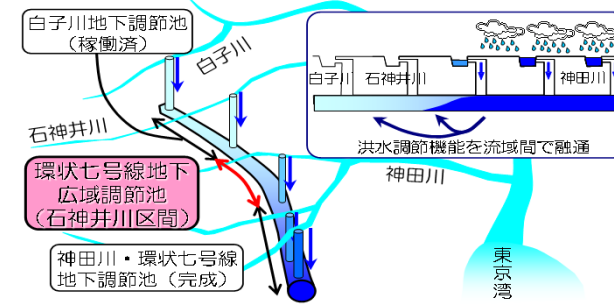 白子川地下調節池
（稼働済）
白子川
石神井川
環状七号線地下
広域調節池
（石神井川区間）
神田川・環状七号線
地下調節池（完成）
白子川
石神井川
神田川
洪水調節機能を流域間で融通
神田川
東京湾